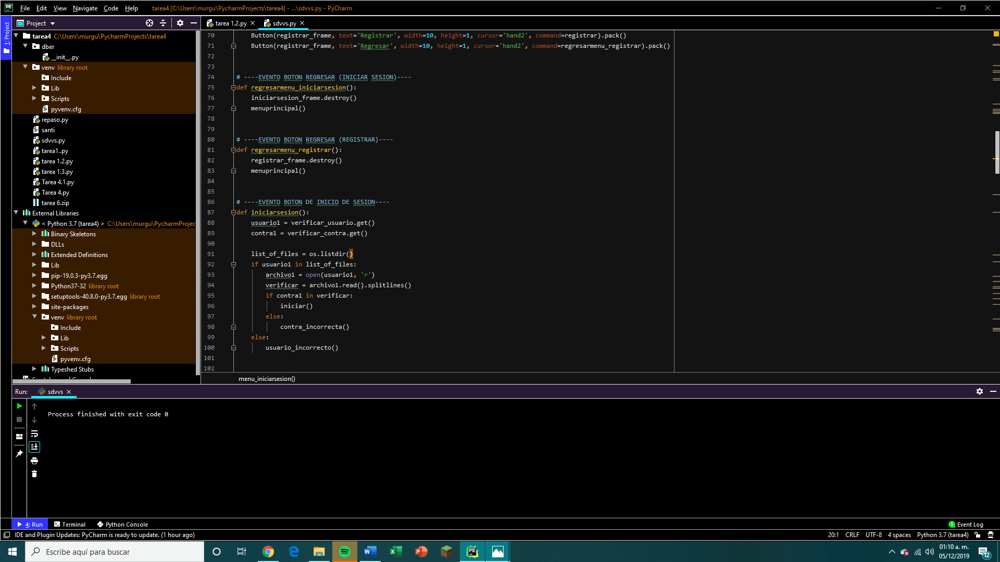 File Edit View Navigate Code Help tarea4 [C:\Users\murgu\PycharmProjects\tarea4] - ...\sdvvs.py - PyCharm
1: Project
Project
tarea4 C:\Users\murgu\PycharmProjects\tarea4
dber
__init__.py
venv library root
Include
Lib
Scripts
pyvenv.cfg
repaso.py
santi
sdvvs.py
tarea1..py
tarea 1.2.py
tarea 1.3.py
Tarea 4.1.py
Tarea 4.py
tarea 6.zip
External Libraries
< Python 3.7 (tarea4) > C:\Users\murgu\PycharmProjec
Binary Skeletons
DLLs
Extended Definitions
Lib
pip-19.0.3-py3.7.egg
Python37-32 library root
setuptools-40.8.0-py3.7.egg library root
site-packages
venv library root
Include
Lib
Scripts
pyvenv.cfg
Typeshed Stubs
tarea 1.2.py sdvvs.py
70 Button(registrar_frame, text='Registrar', width=10, height=1, cursor='hand2', command=registrar).pack()
71 Button(registrar_frame, text='Regresar', width=10, height=1, cursor='hand2', command=regresarmenu_registrar).pack()
72
73
74 # ----EVENTO BOTON REGRESAR (INICIAR SESION)----
75 def regresarmenu_iniciarsesion():
76 iniciarsesion_frame.destroy()
77 menuprincipal()
78
79
80 # ----EVENTO BOTON REGRESAR (REGISTRAR)----
81 def regresarmenu_registrar():
82 registrar_frame.destroy()
83 menuprincipal()
84
85
86 # ----EVENTO BOTON DE INICIO DE SESION----
87 def iniciarsesion():
88 usuario1 = verificar_usuario.get()
89 contra1 = verificar_contra.get()
90
91 list_of_files = os.listdir()
92 if usuario1 in list_of_files:
93 archivo1 = open(usuario1, 'r')
94 verificar = archivo1.read().splitlines()
95 if contra1 in verificar:
96 iniciar()
97 else:
98 contra_incorrecta()
99 else:
100 usuario_incorrecto()
101
102
menu_iniciarsesion()
Run: sdvvs
Process finished with exit code 0
4: Run Terminal Python Console 1 Event Log
IDE and Plugin Updates: PyCharm is ready to update. (1 hour ago) 20:1 CRLF UTF-8 4 spaces Python 3.7 (tarea4)
Escribe aquí para buscar
01:10 a. m.
05/12/2019
12